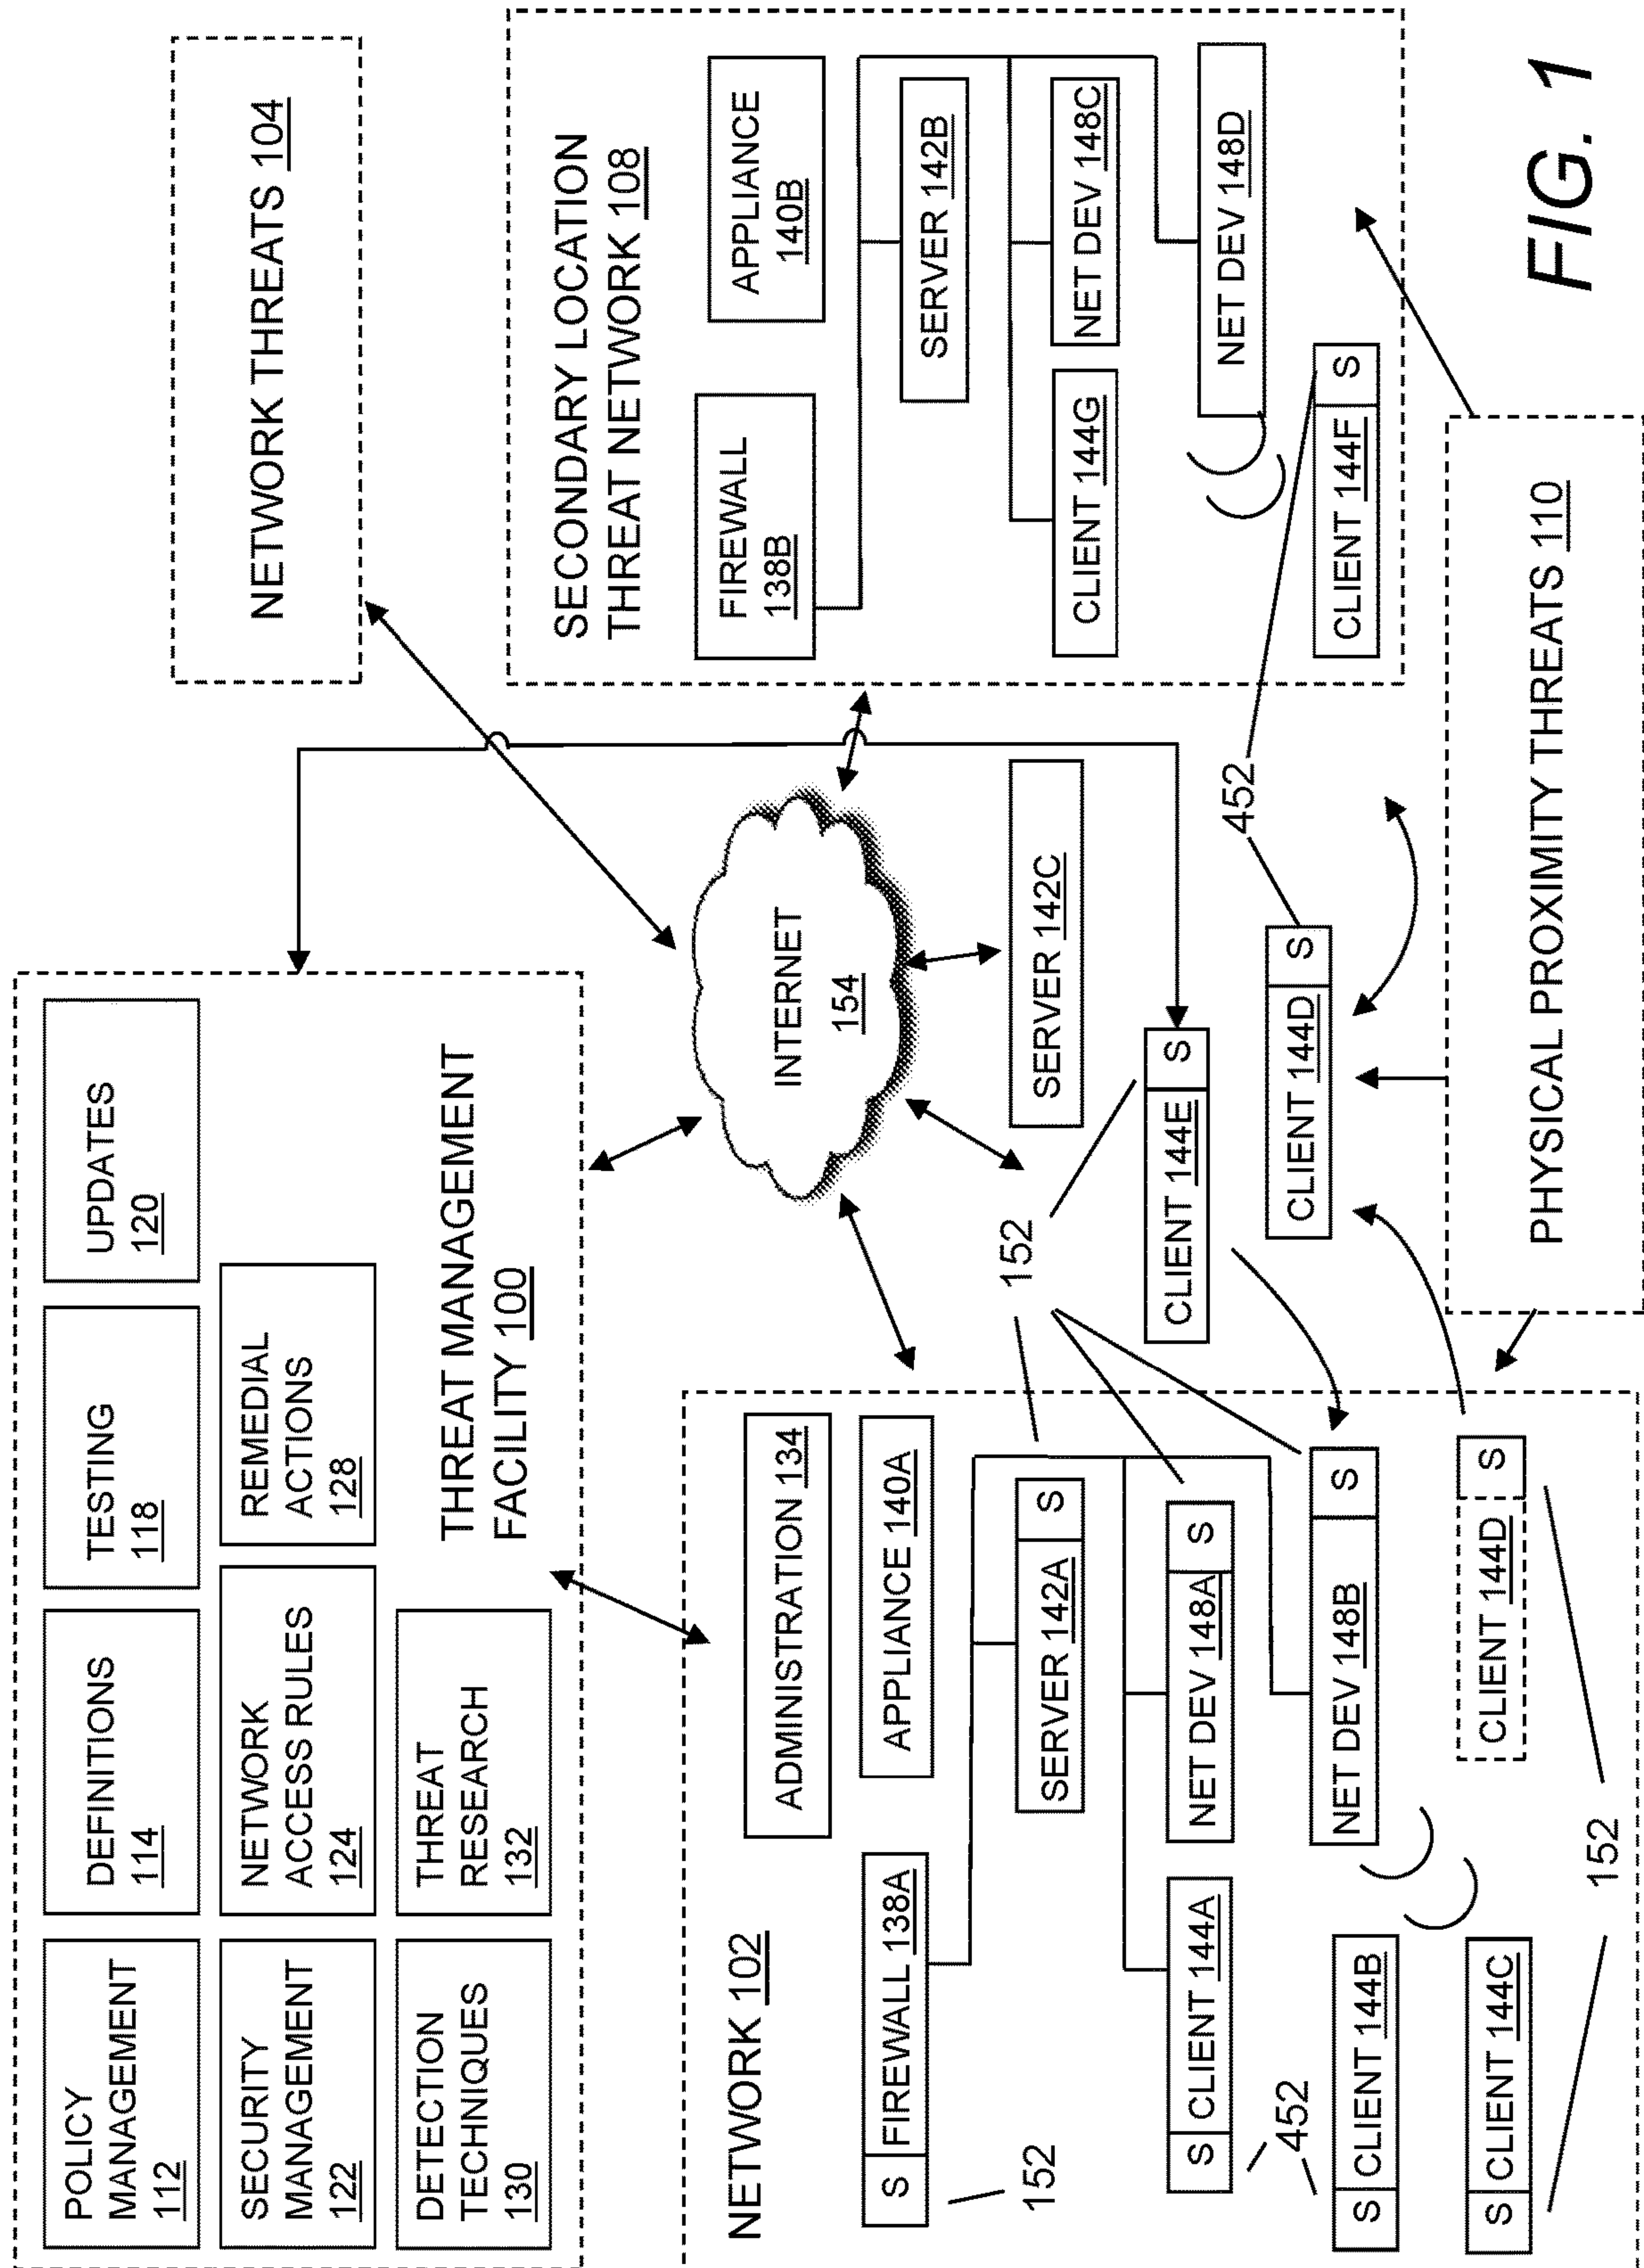 POLICY
MANAGEMENT
112
DEFINITIONS
114
TESTING
118
UPDATES
120
SECURITY
MANAGEMENT
122
NETWORK
ACCESS RULES
124
REMEDIAL
ACTIONS
128
DETECTION
TECHNIQUES
130
THREAT
RESEARCH
132
THREAT MANAGEMENT
FACILITY 100
NETWORK THREATS 104
NETWORK 102
ADMINISTRATION 134
S FIREWALL 138A
APPLIANCE 140A
152
SERVER 142A S
S CLIENT 144A
NET DEV 148A S
452
S CLIENT 144B
NET DEV 148B S
S CLIENT 144C
CLIENT 144D S
152
152
INTERNET
154
SERVER 142C
CLIENT 144E S
CLIENT 144D S
452
SECONDARY LOCATION
THREAT NETWORK 108
FIREWALL
138B
APPLIANCE
140B
SERVER 142B
CLIENT 144G
NET DEV 148C
NET DEV 148D
CLIENT 144F S
PHYSICAL PROXIMITY THREATS 110
FIG. 1